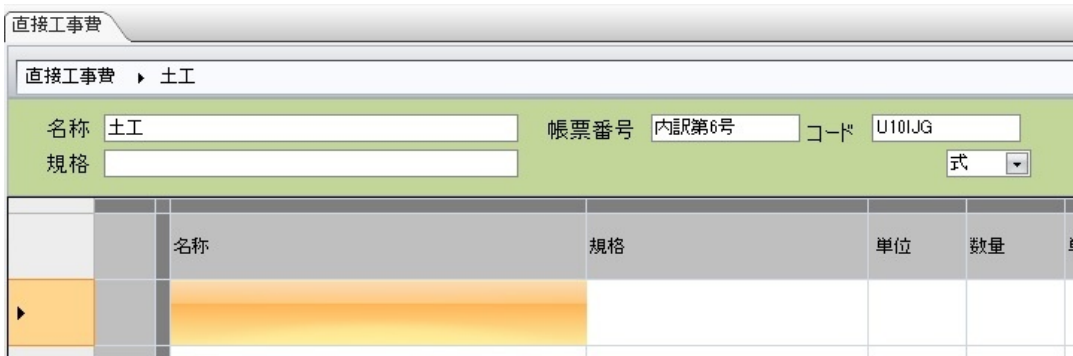 直接工事費
直接工事費 ▸ 土工
名称 土工 帳票番号 内訳第6号 コード U10IJG
規格 式
名称 規格 単位 数量